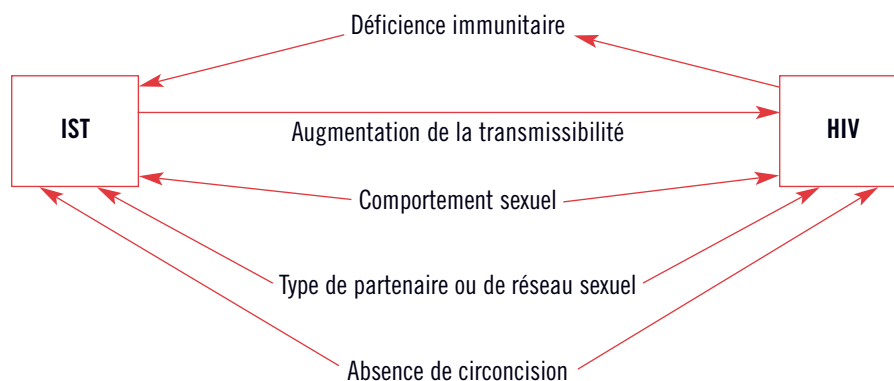 Déficience immunitaire
IST
HIV
Augmentation de la transmissibilité
Comportement sexuel
Type de partenaire ou de réseau sexuel
Absence de circoncision